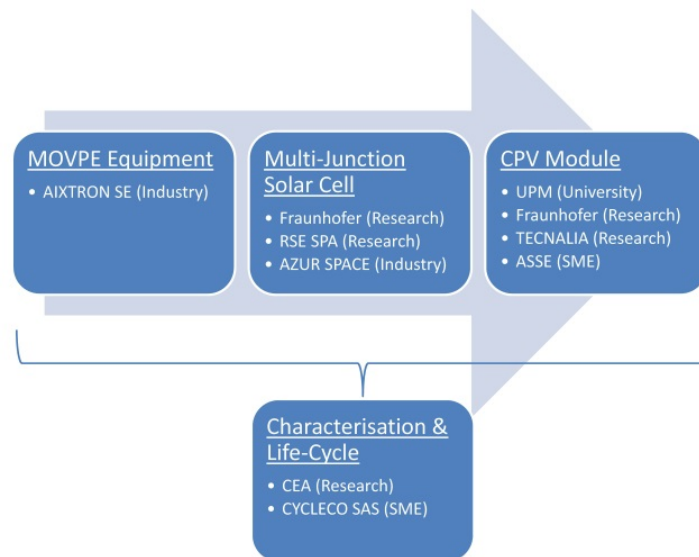 MOVPE Equipment
• AIXTRON SE (Industry)
Multi-Junction
Solar Cell
• Fraunhofer (Research)
• RSE SPA (Research)
• AZUR SPACE (Industry)
CPV Module
• UPM (University)
• Fraunhofer (Research)
• TECNALIA (Research)
• ASSE (SME)
Characterisation &
Life-Cycle
• CEA (Research)
• CYCLECO SAS (SME)